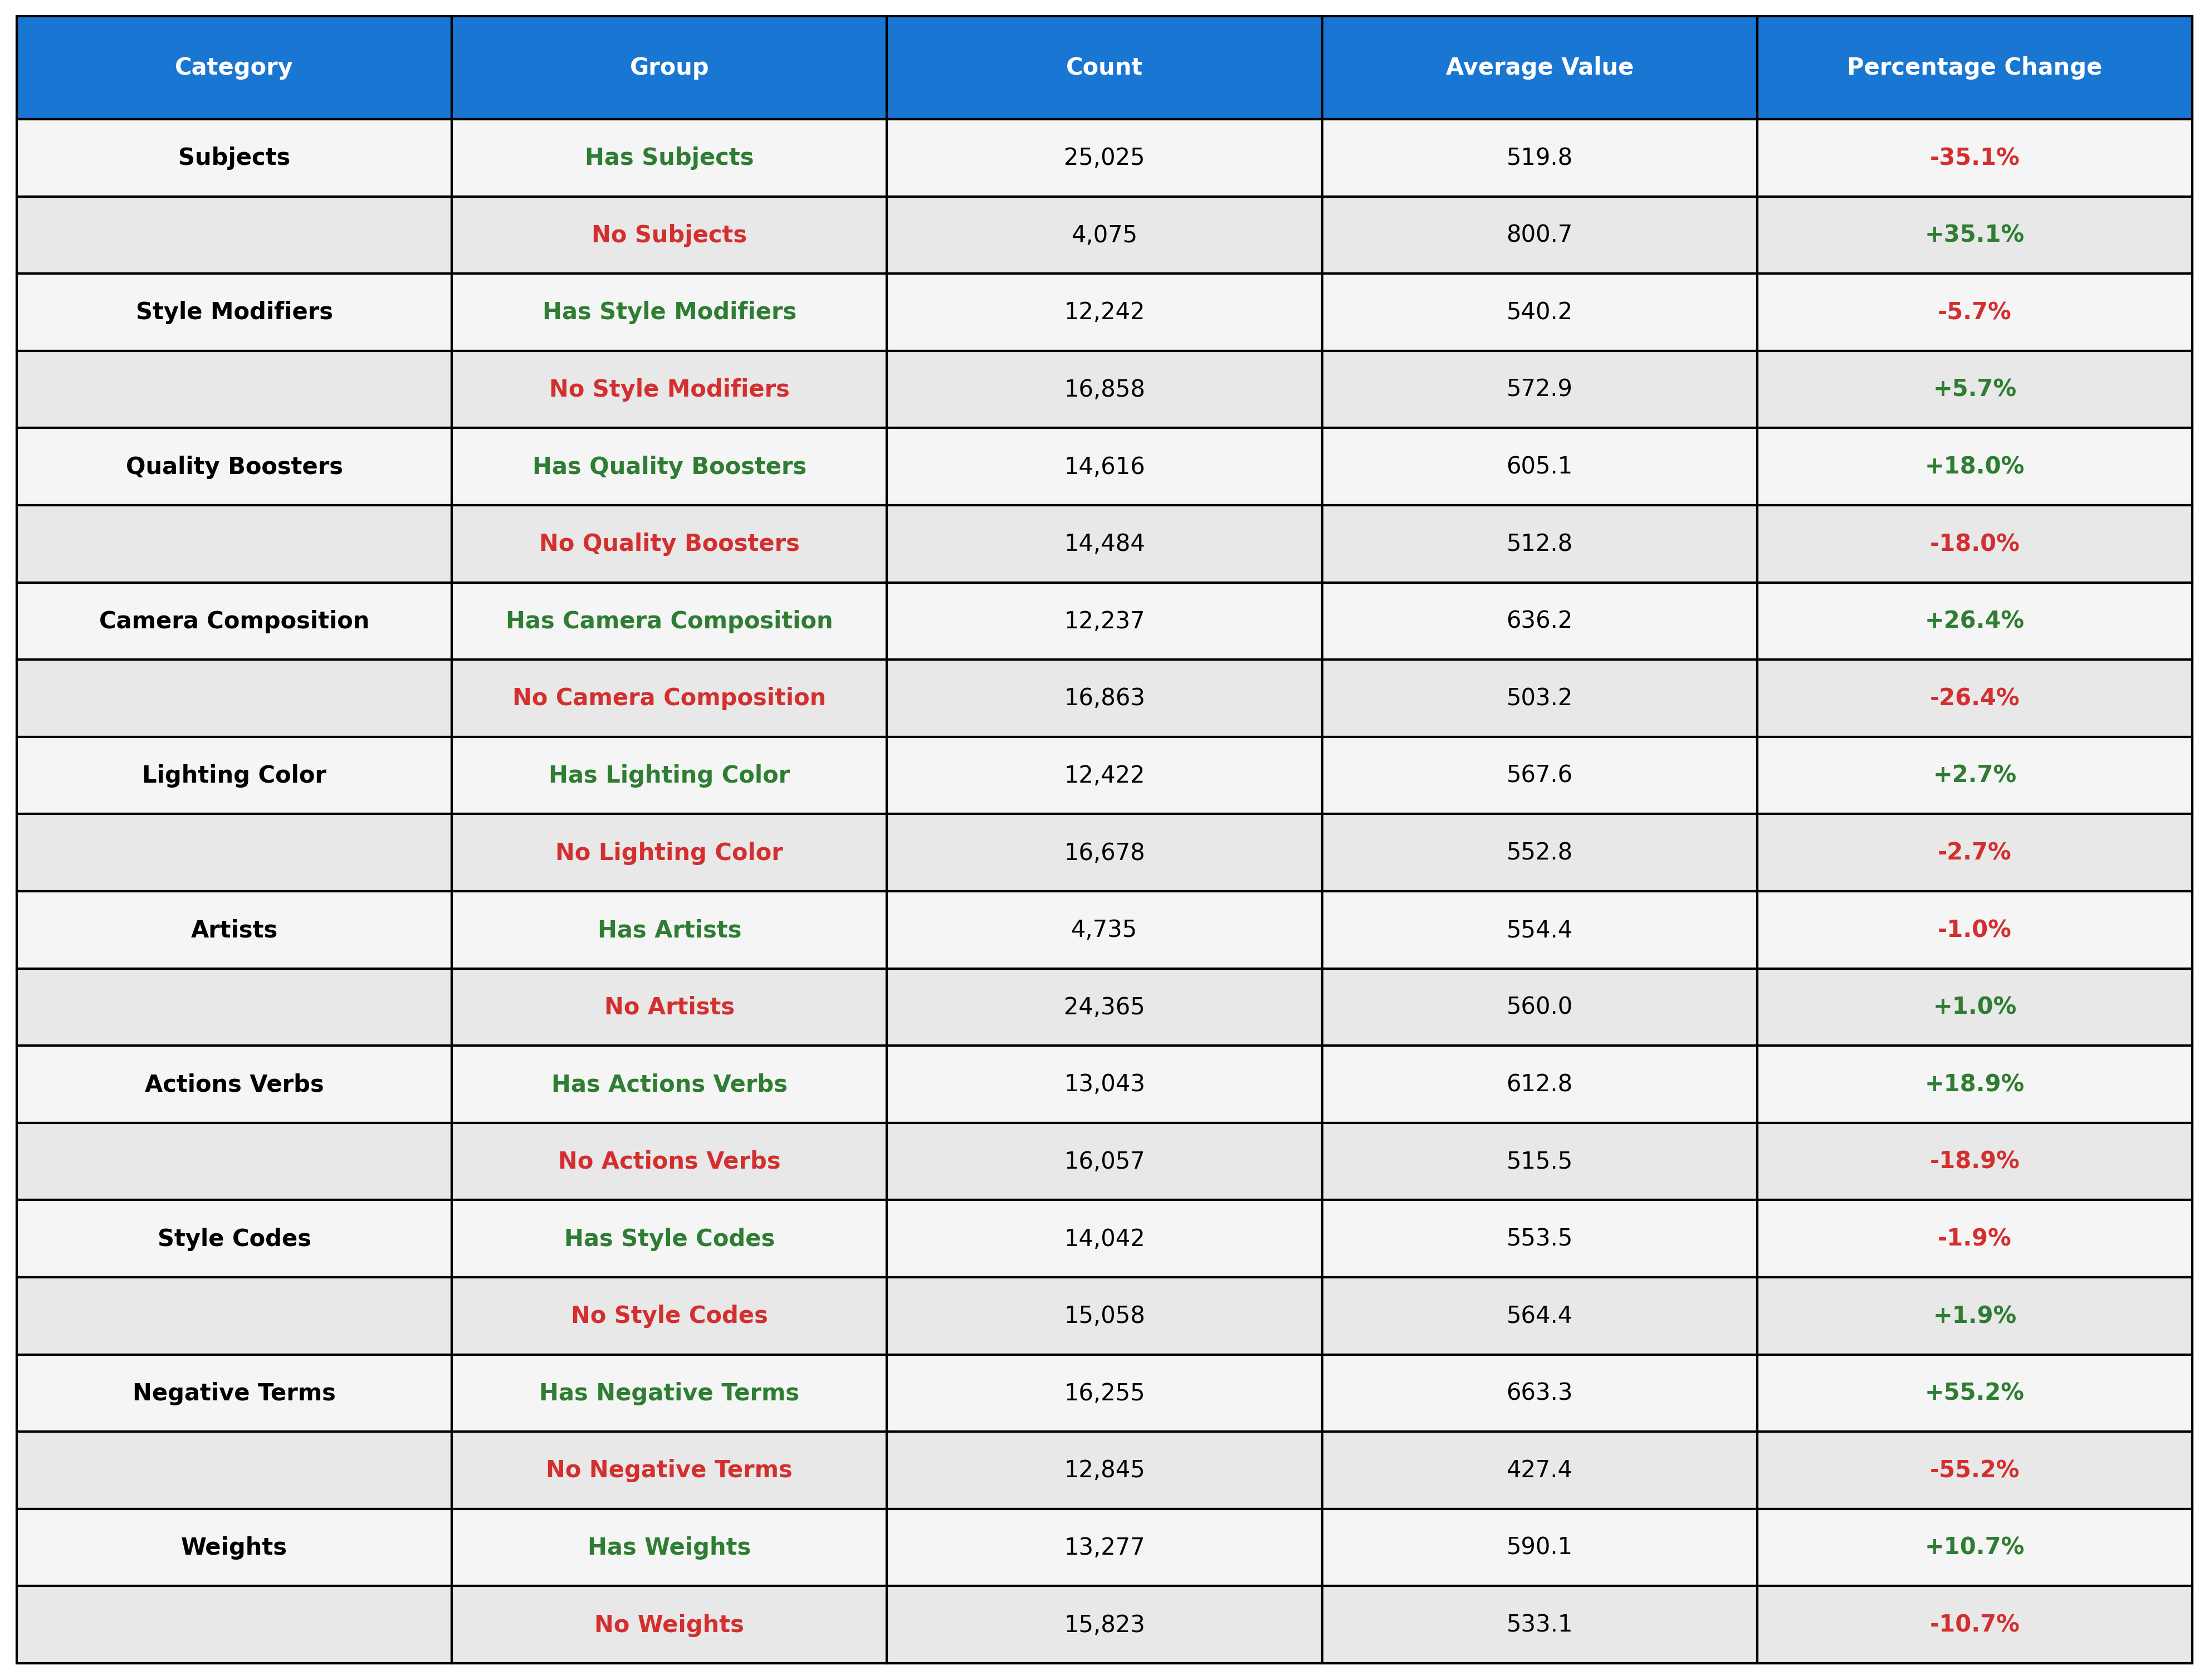 Category Group Count Average Value Percentage Change
Subjects Has Subjects 25,025 519.8 -35.1%
No Subjects 4,075 800.7 +35.1%
Style Modifiers Has Style Modifiers 12,242 540.2 -5.7%
No Style Modifiers 16,858 572.9 +5.7%
Quality Boosters Has Quality Boosters 14,616 605.1 +18.0%
No Quality Boosters 14,484 512.8 -18.0%
Camera Composition Has Camera Composition 12,237 636.2 +26.4%
No Camera Composition 16,863 503.2 -26.4%
Lighting Color Has Lighting Color 12,422 567.6 +2.7%
No Lighting Color 16,678 552.8 -2.7%
Artists Has Artists 4,735 554.4 -1.0%
No Artists 24,365 560.0 +1.0%
Actions Verbs Has Actions Verbs 13,043 612.8 +18.9%
No Actions Verbs 16,057 515.5 -18.9%
Style Codes Has Style Codes 14,042 553.5 -1.9%
No Style Codes 15,058 564.4 +1.9%
Negative Terms Has Negative Terms 16,255 663.3 +55.2%
No Negative Terms 12,845 427.4 -55.2%
Weights Has Weights 13,277 590.1 +10.7%
No Weights 15,823 533.1 -10.7%